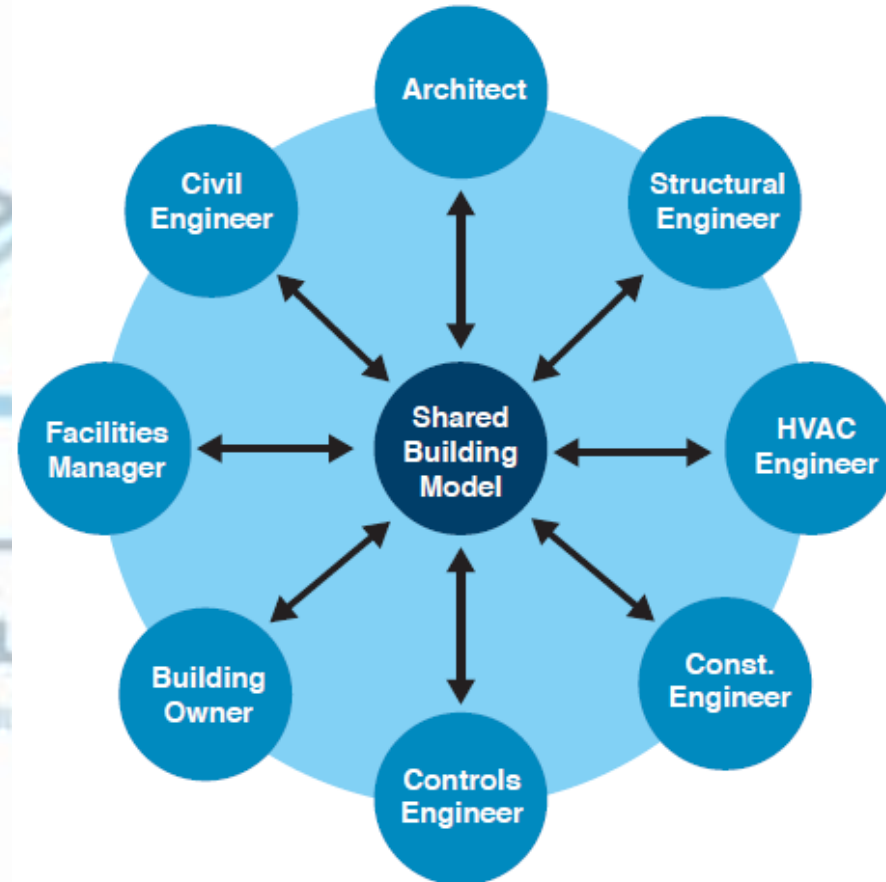 Architect
Structural
Engineer
HVAC
Engineer
Const.
Engineer
Controls
Engineer
Building
Owner
Facilities
Manager
Civil
Engineer
Shared
Building
Model